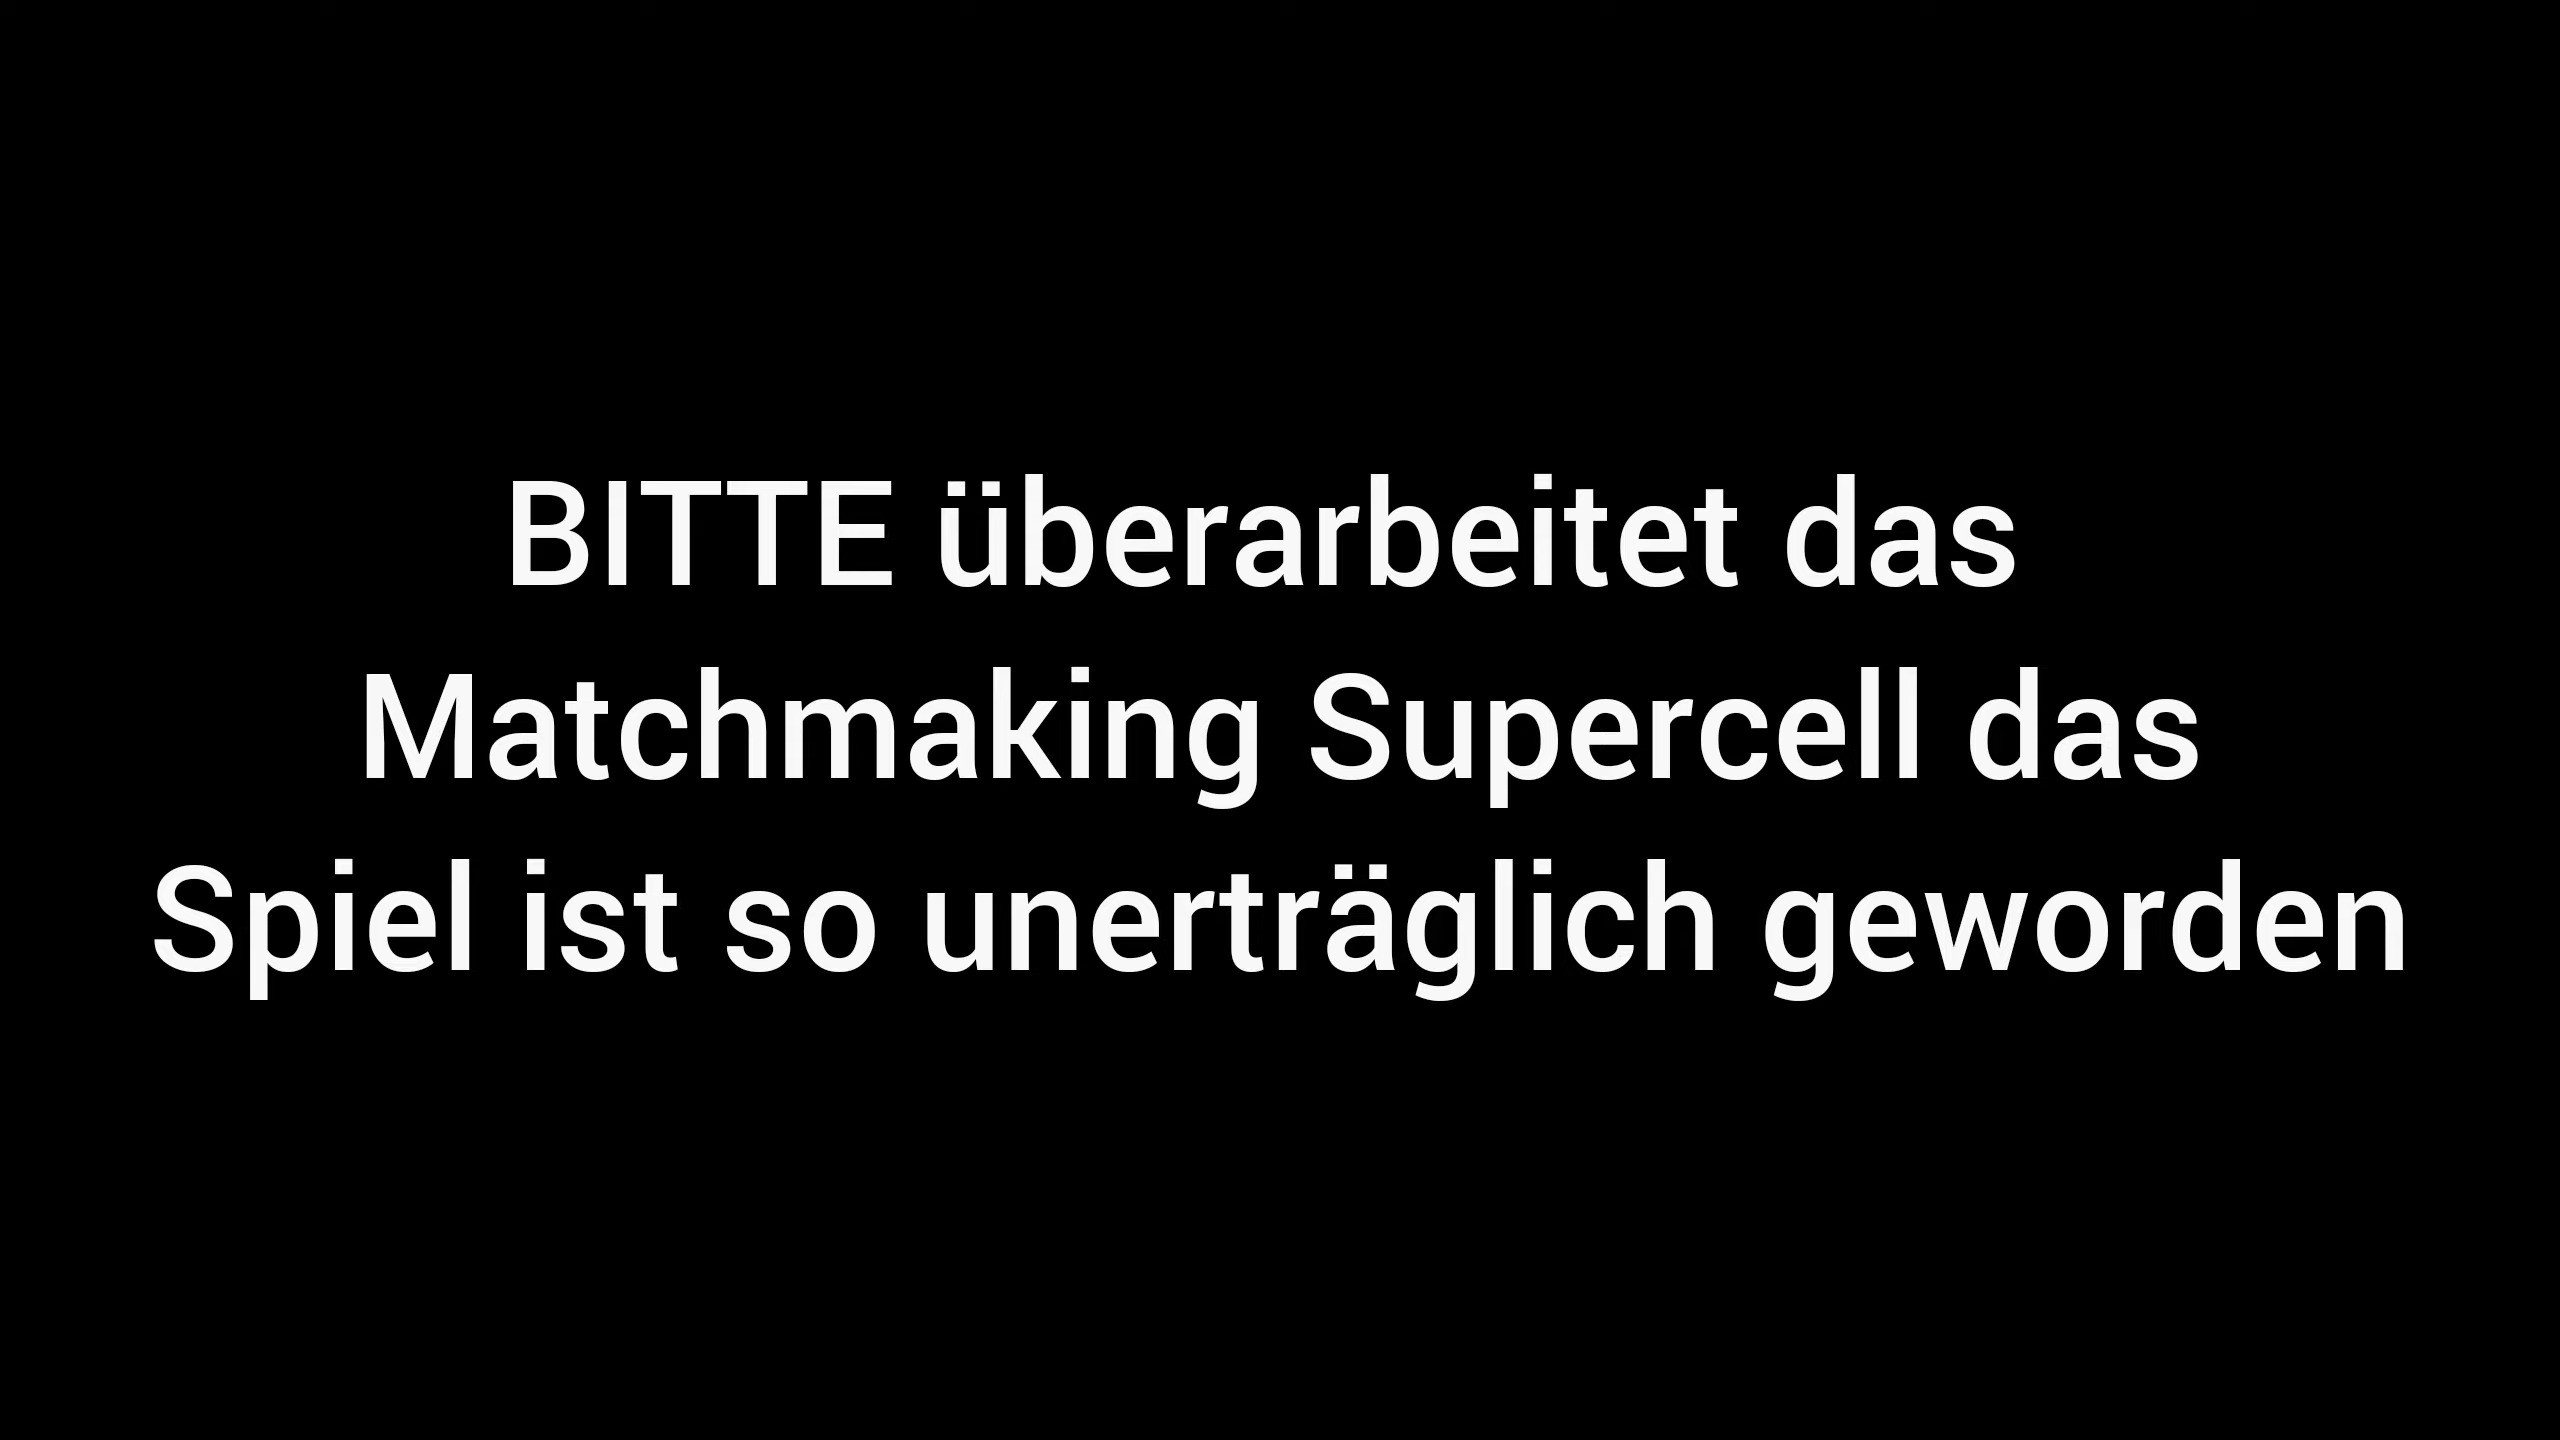 BITTE überarbeitet das
Matchmaking Supercell das
Spiel ist so unerträglich geworden